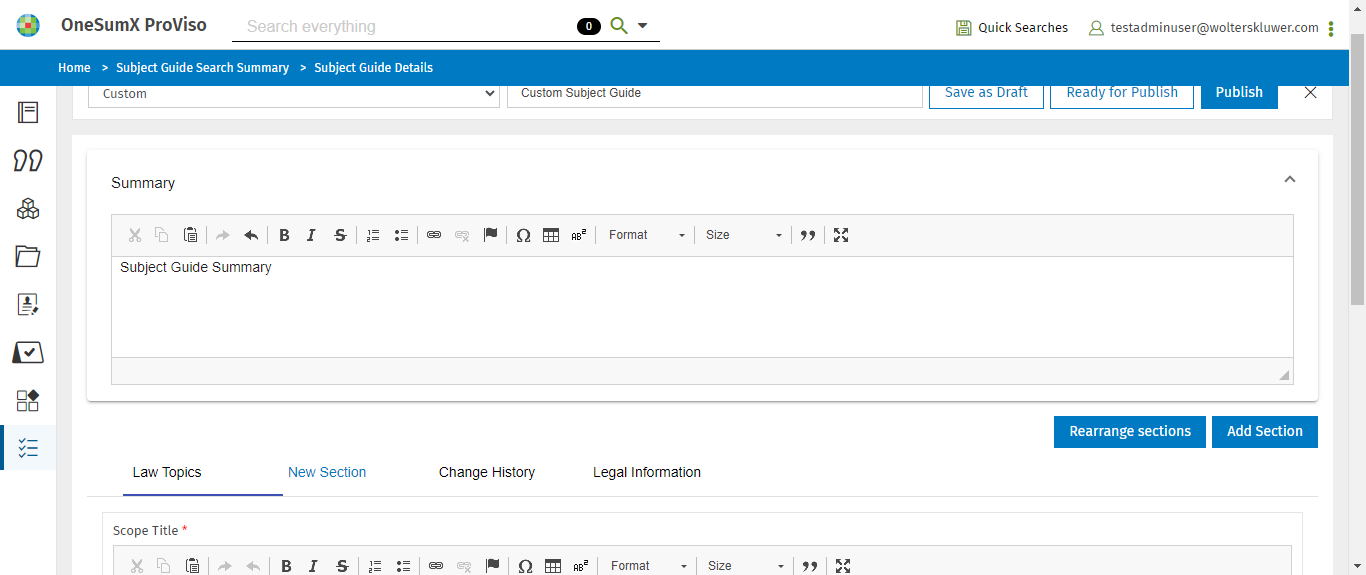 OneSumX ProViso
Search everything
0
Quick Searches
testadminuser@wolterskluwer.com
Home > Subject Guide Search Summary > Subject Guide Details
Custom
Custom Subject Guide
Save as Draft
Ready for Publish
Publish
Summary
B I S
Ω
AB²
Format
Size
Subject Guide Summary
Rearrange sections
Add Section
Law Topics
New Section
Change History
Legal Information
Scope Title *
B I S
Ω
AB²
Format
Size